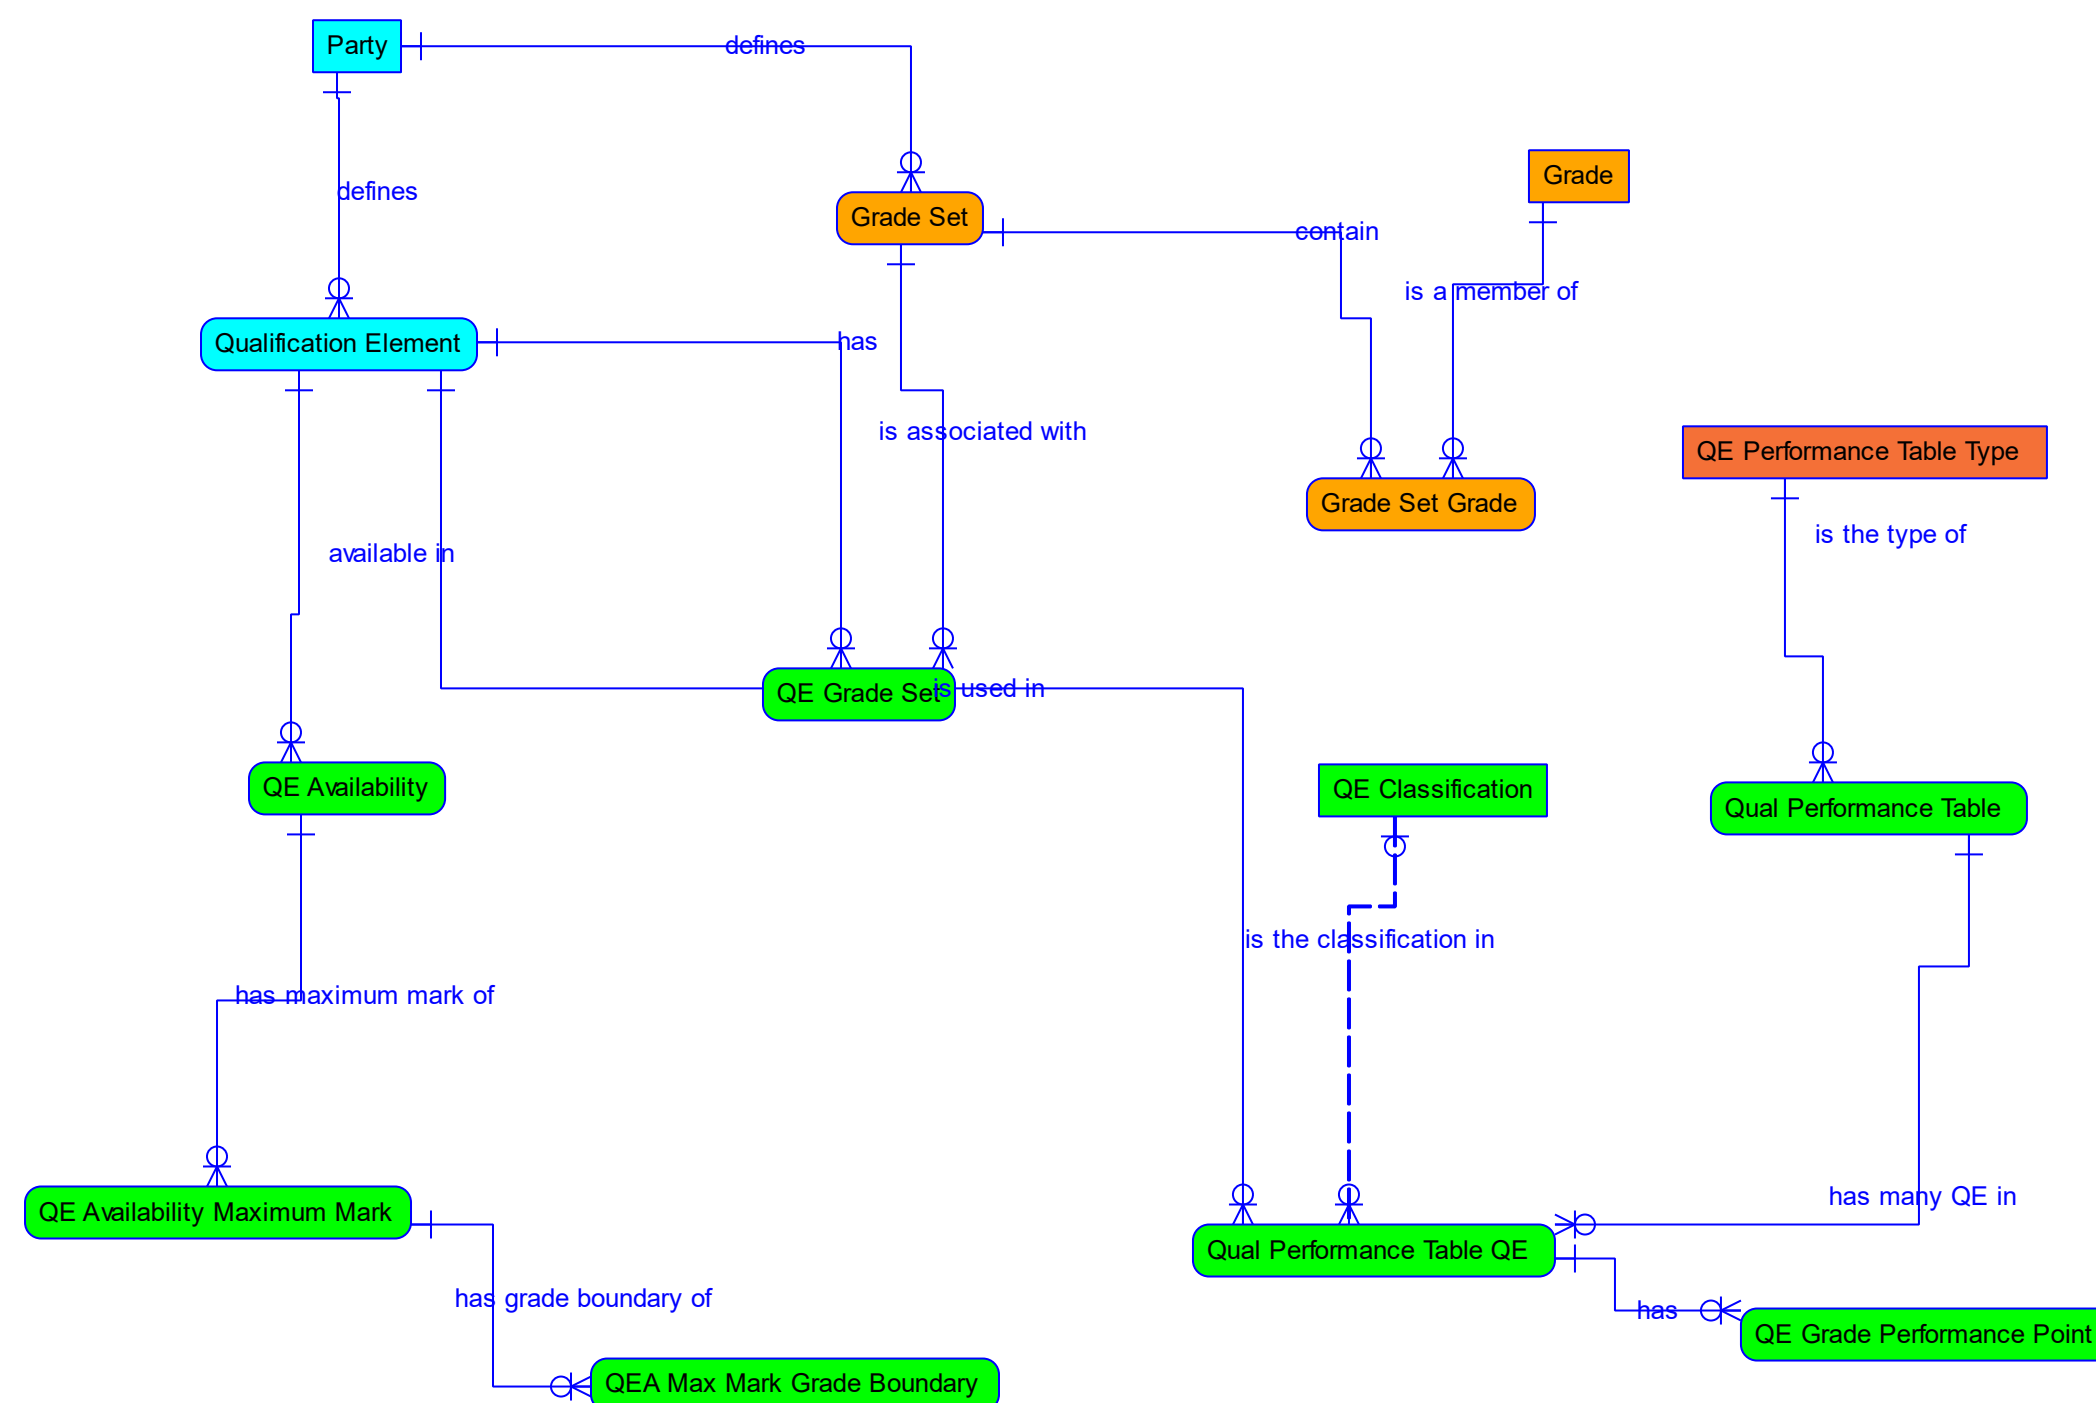 Party
defines
defines
Grade
Grade Set
contain
is a member of
Qualification Element
has
is associated with
QE Performance Table Type
Grade Set Grade
is the type of
available in
QE Grade Set
is used in
QE Availability
QE Classification
Qual Performance Table
is the classification in
has maximum mark of
has many QE in
QE Availability Maximum Mark
Qual Performance Table QE
has grade boundary of
has
QE Grade Performance Point
QEA Max Mark Grade Boundary